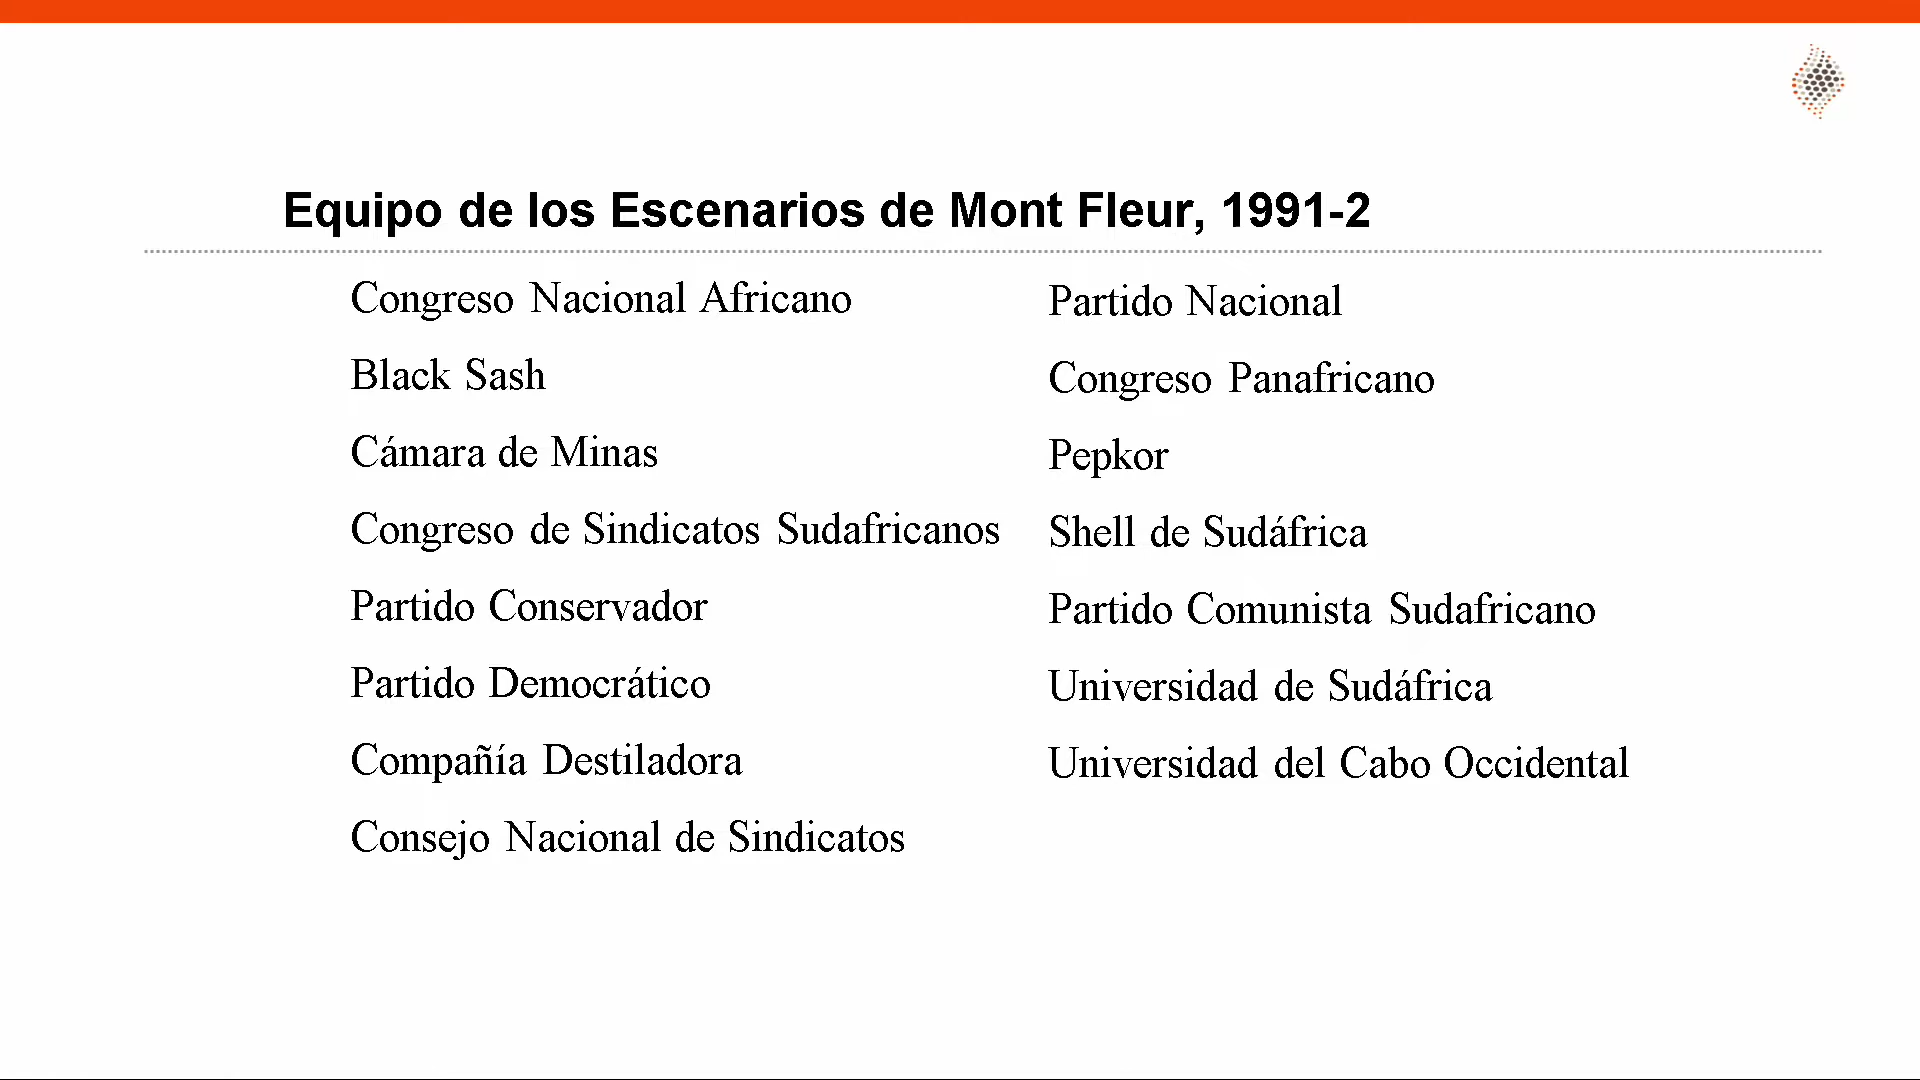 Equipo de los Escenarios de Mont Fleur, 1991-2
Congreso Nacional Africano
Black Sash
Cámara de Minas
Congreso de Sindicatos Sudafricanos
Partido Conservador
Partido Democrático
Compañía Destiladora
Consejo Nacional de Sindicatos
Partido Nacional
Congreso Panafricano
Pepkor
Shell de Sudáfrica
Partido Comunista Sudafricano
Universidad de Sudáfrica
Universidad del Cabo Occidental